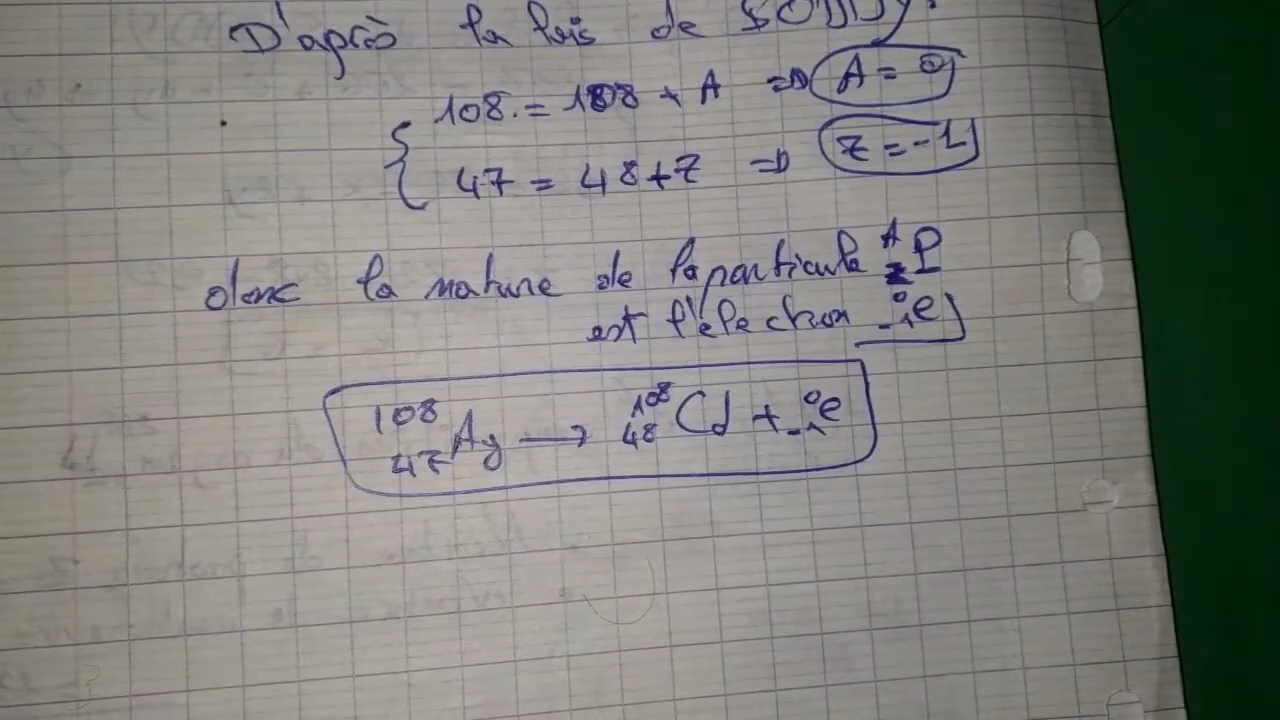 D'après la lois de SODDY:
108. = 108 + A => A = 0
47 = 48 + Z => Z = -1
donc la nature de la particule ᴬ_Z P
est l'électron ⁰₋₁e
¹⁰⁸₄₇Ag → ¹⁰⁸₄₈Cd + ⁰₋₁e